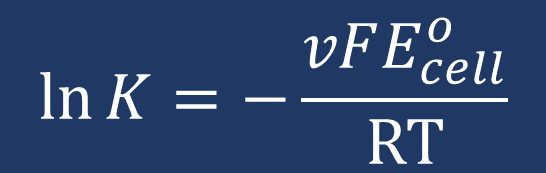 ln K = − vFE°cell / RT